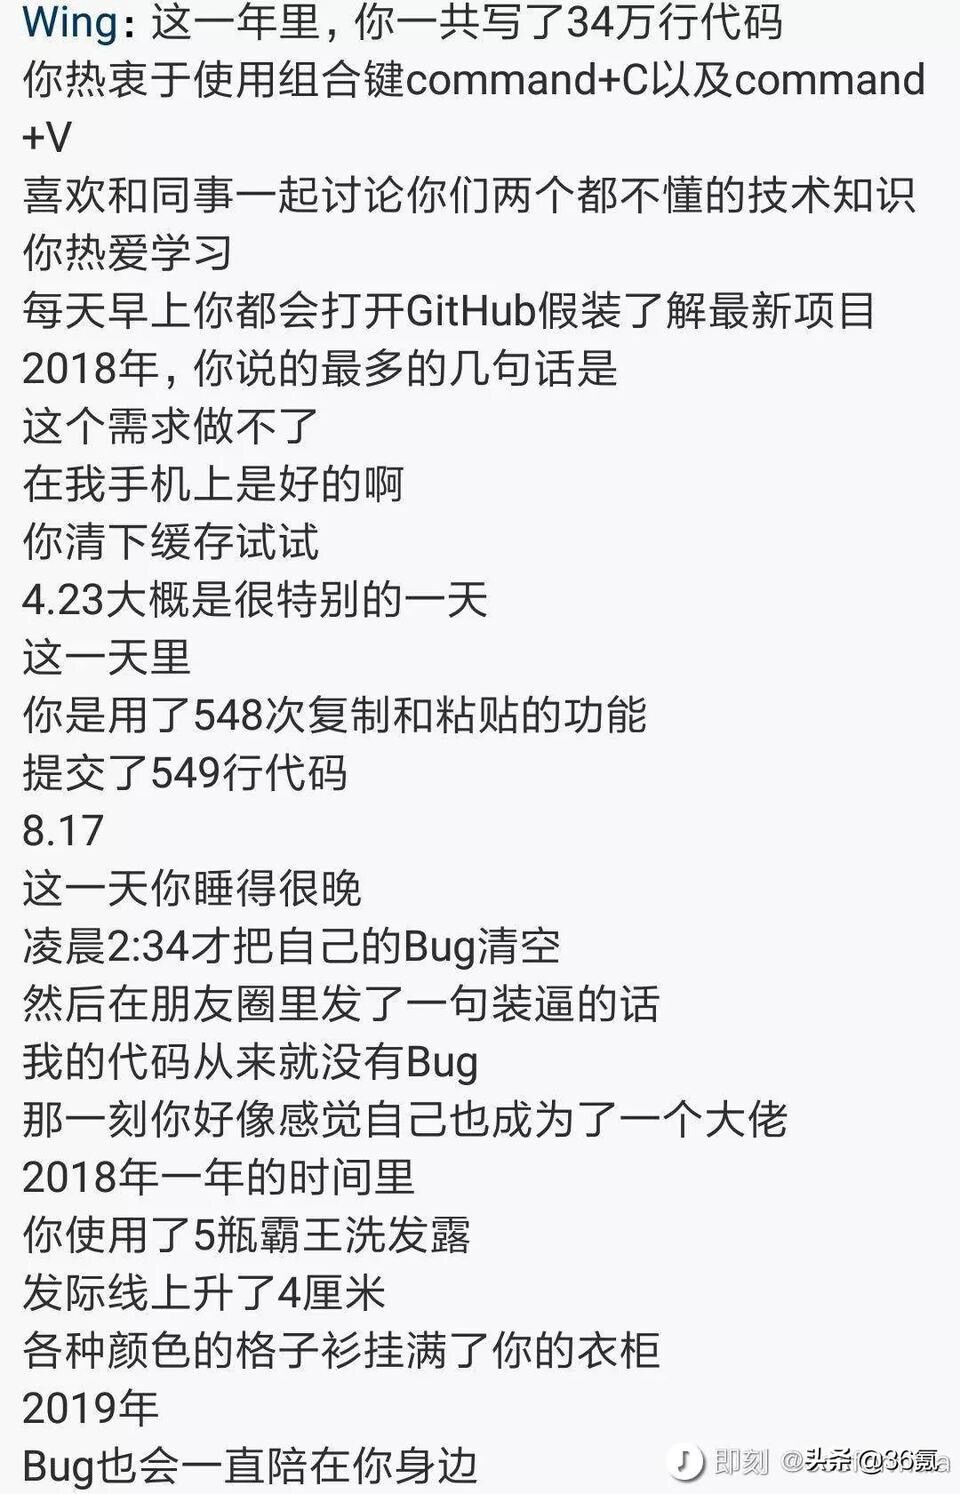 Wing: 这一年里, 你一共写了34万行代码
你热衷于使用组合键command+C以及command
+V
喜欢和同事一起讨论你们两个都不懂的技术知识
你热爱学习
每天早上你都会打开GitHub假装了解最新项目
2018年, 你说的最多的几句话是
这个需求做不了
在我手机上是好的啊
你清下缓存试试
4.23大概是很特别的一天
这一天里
你是用了548次复制和粘贴的功能
提交了549行代码
8.17
这一天你睡得很晚
凌晨2:34才把自己的Bug清空
然后在朋友圈里发了一句装逼的话
我的代码从来就没有Bug
那一刻你好像感觉自己也成为了一个大佬
2018年一年的时间里
你使用了5瓶霸王洗发露
发际线上升了4厘米
各种颜色的格子衫挂满了你的衣柜
2019年
Bug也会一直陪在你身边
即刻 @
头条 @36氪